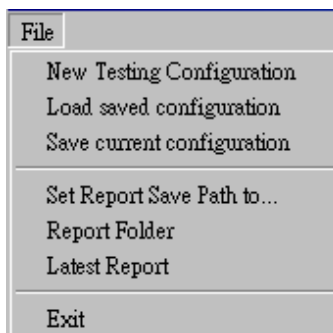 File
New Testing Configuration
Load saved configuration
Save current configuration
Set Report Save Path to...
Report Folder
Latest Report
Exit